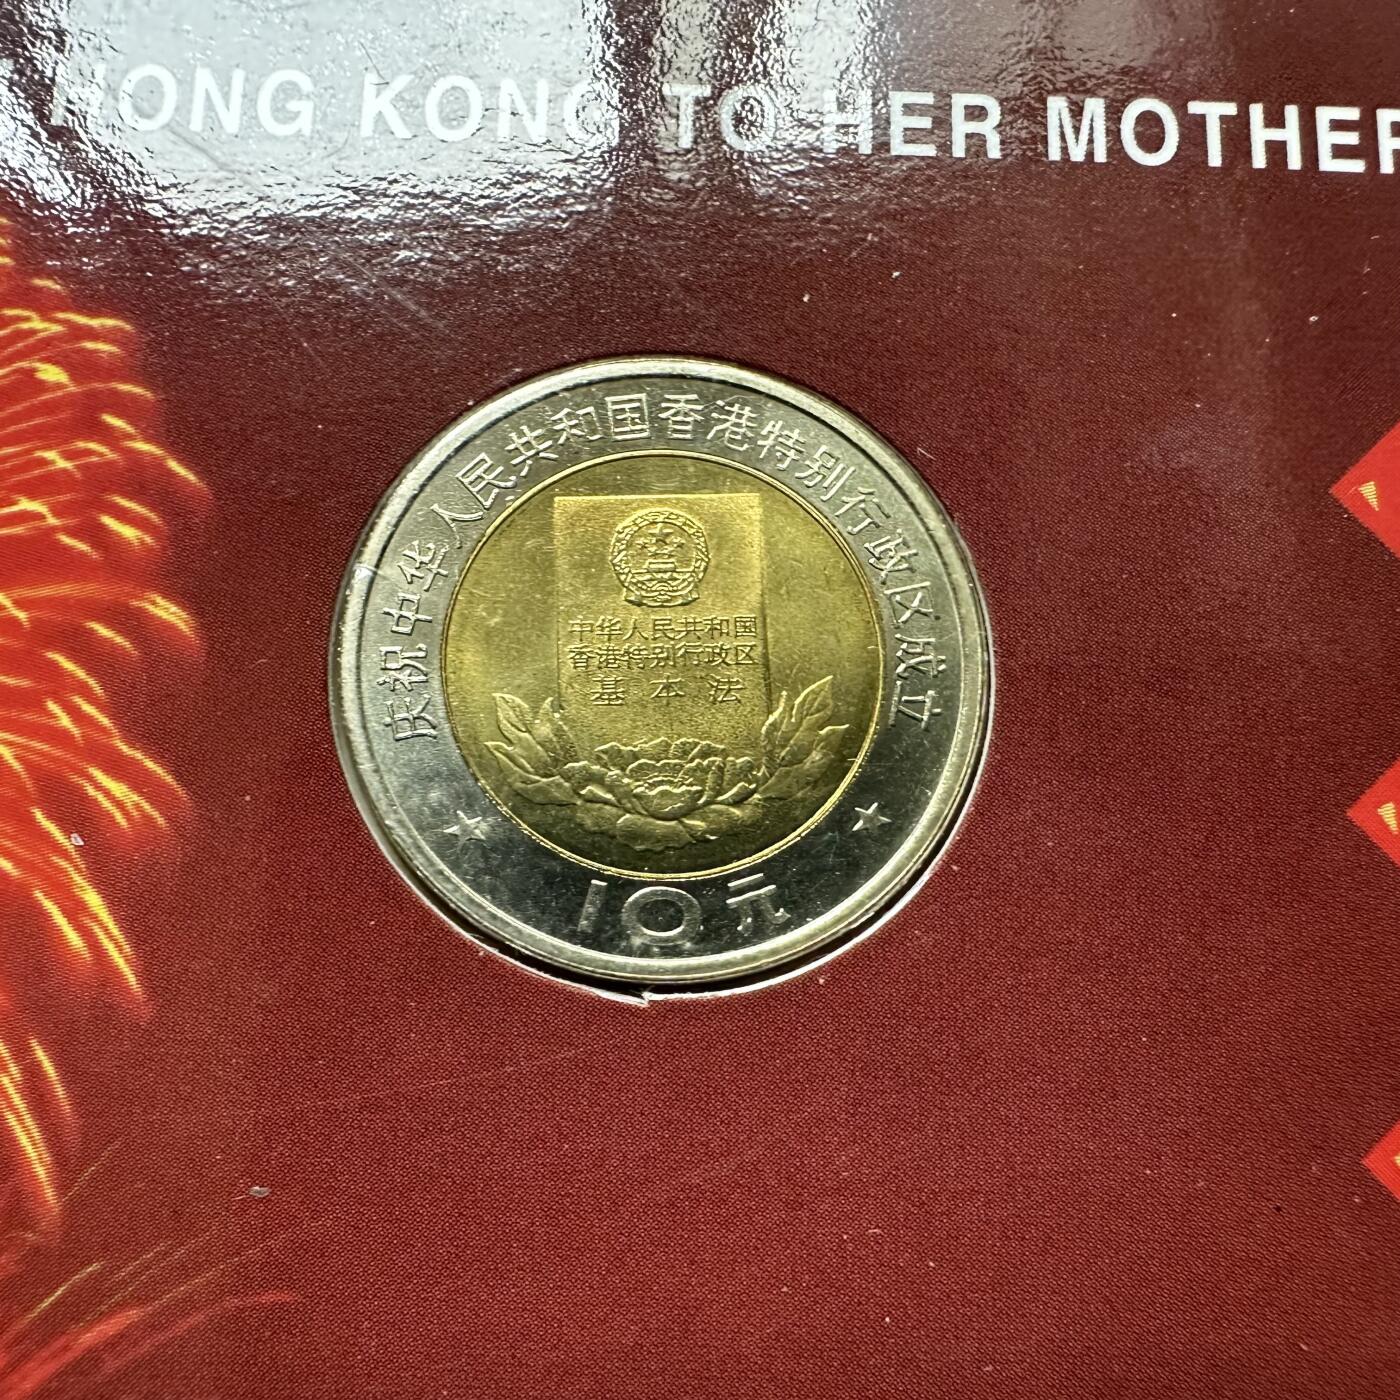 HONG KONG TO HER MOTHER
庆祝中华人民共和国香港特别行政区成立
中华人民共和国
香港特别行政区
基本法
10元